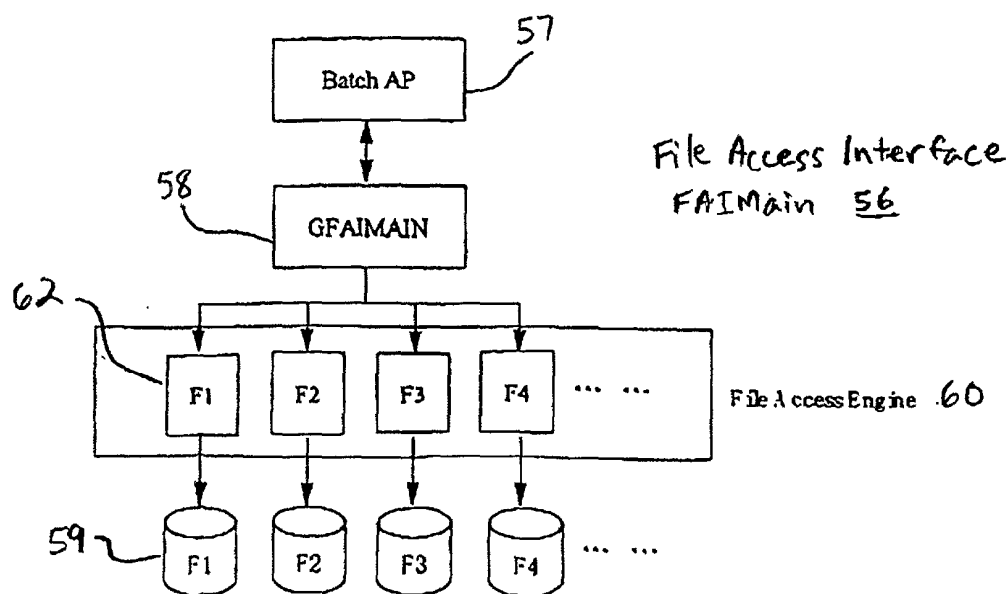 57
Batch AP
File Access Interface
FAIMain 56
58
GFAIMAIN
62
F1 F2 F3 F4 ... ...
File Access Engine 60
59
F1 F2 F3 F4 ... ...